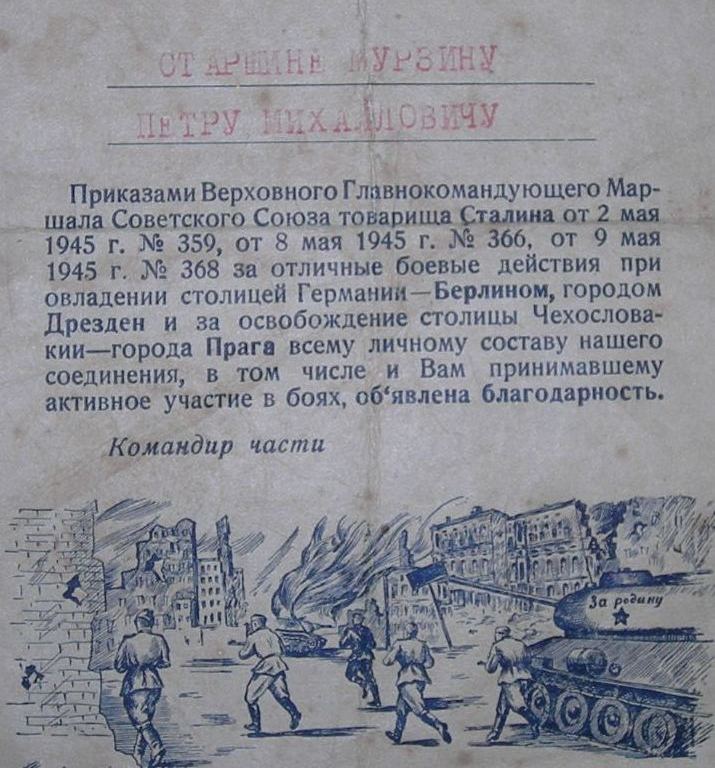 СТАРШИНЕ МУРЗИНУ
ПЕТРУ МИХАЙЛОВИЧУ
Приказами Верховного Главнокомандующего Мар-
шала Советского Союза товарища Сталина от 2 мая
1945 г. № 359, от 8 мая 1945 г. № 366, от 9 мая
1945 г. № 368 за отличные боевые действия при
овладении столицей Германии—Берлином, городом
Дрезден и за освобождение столицы Чехослова-
кии—города Прага всему личному составу нашего
соединения, в том числе и Вам принимавшему
активное участие в боях, об‘явлена благодарность.
Командир части
За родину